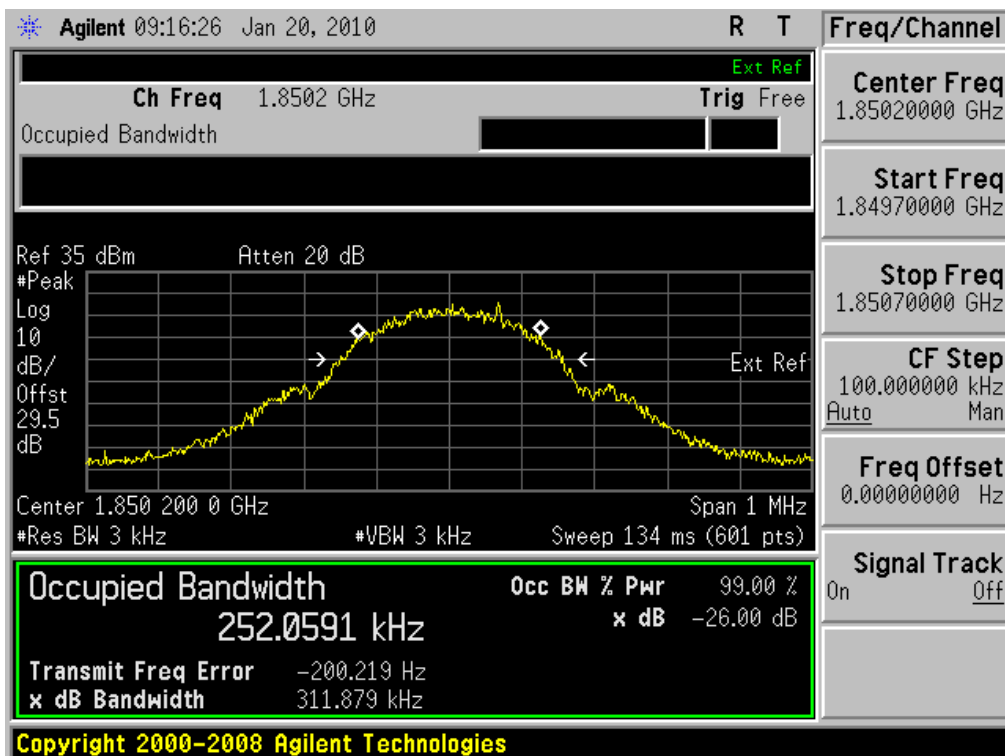 Agilent 09:16:26 Jan 20, 2010 R T
Freq/Channel
Ext Ref
Ch Freq 1.8502 GHz Trig Free
Occupied Bandwidth
Center Freq
1.85020000 GHz
Start Freq
1.84970000 GHz
Stop Freq
1.85070000 GHz
CF Step
100.000000 kHz
Auto Man
Freq Offset
0.00000000 Hz
Signal Track
On Off
Ref 35 dBm Atten 20 dB
#Peak
Log
10
dB/
Offst
29.5
dB
Ext Ref
Center 1.850 200 0 GHz Span 1 MHz
#Res BW 3 kHz #VBW 3 kHz Sweep 134 ms (601 pts)
Occupied Bandwidth
252.0591 kHz
Occ BW % Pwr 99.00 %
x dB -26.00 dB
Transmit Freq Error -200.219 Hz
x dB Bandwidth 311.879 kHz
Copyright 2000-2008 Agilent Technologies